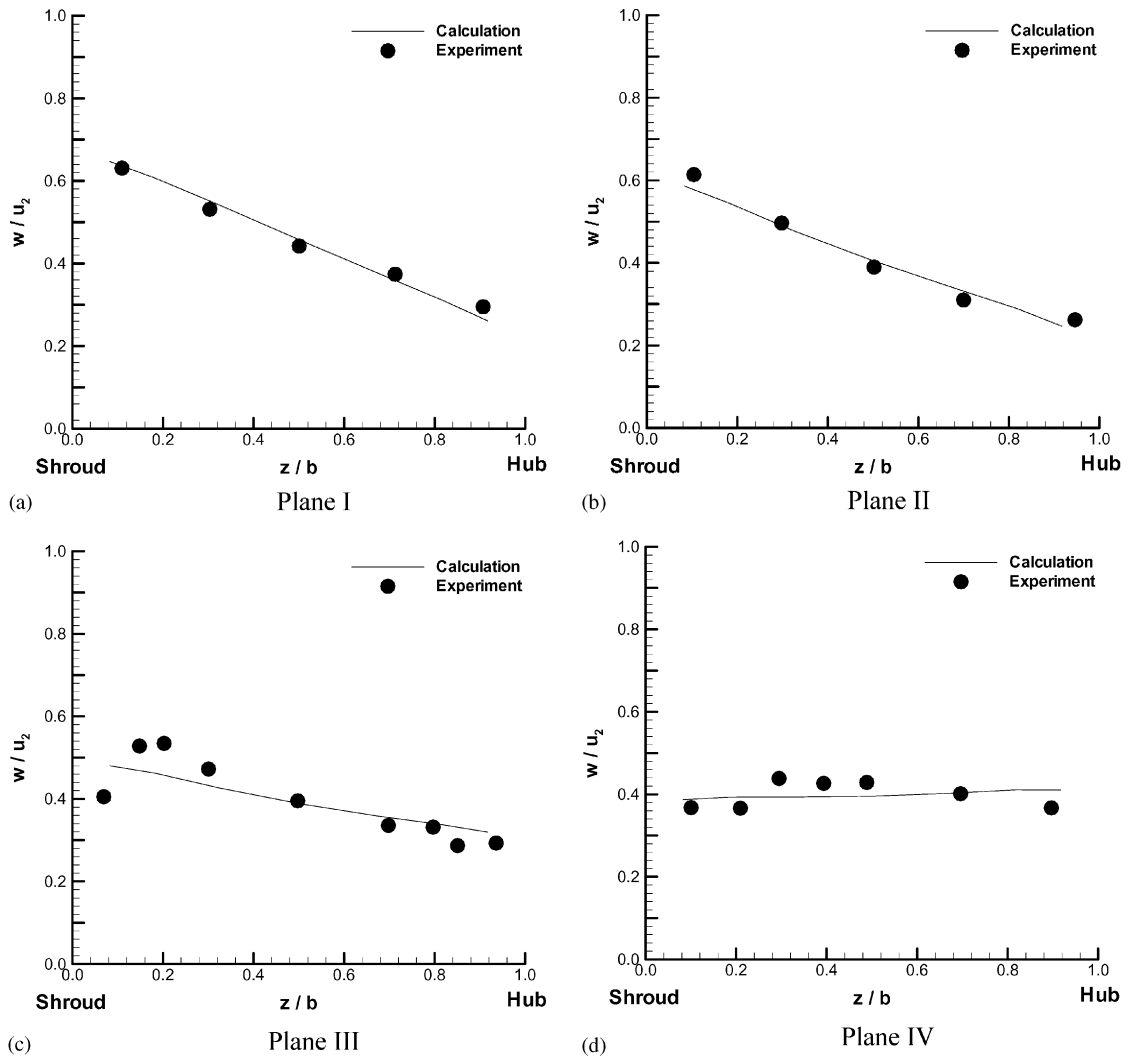 1.0
0.8
0.6
0.4
0.2
0.0
w / u2
Calculation
Experiment
0.0 0.2 0.4 0.6 0.8 1.0
Shroud z / b Hub
(a) Plane I
1.0
0.8
0.6
0.4
0.2
0.0
w / u2
Calculation
Experiment
0.0 0.2 0.4 0.6 0.8 1.0
Shroud z / b Hub
(b) Plane II
1.0
0.8
0.6
0.4
0.2
0.0
w / u2
Calculation
Experiment
0.0 0.2 0.4 0.6 0.8 1.0
Shroud z / b Hub
(c) Plane III
1.0
0.8
0.6
0.4
0.2
0.0
w / u2
Calculation
Experiment
0.0 0.2 0.4 0.6 0.8 1.0
Shroud z / b Hub
(d) Plane IV